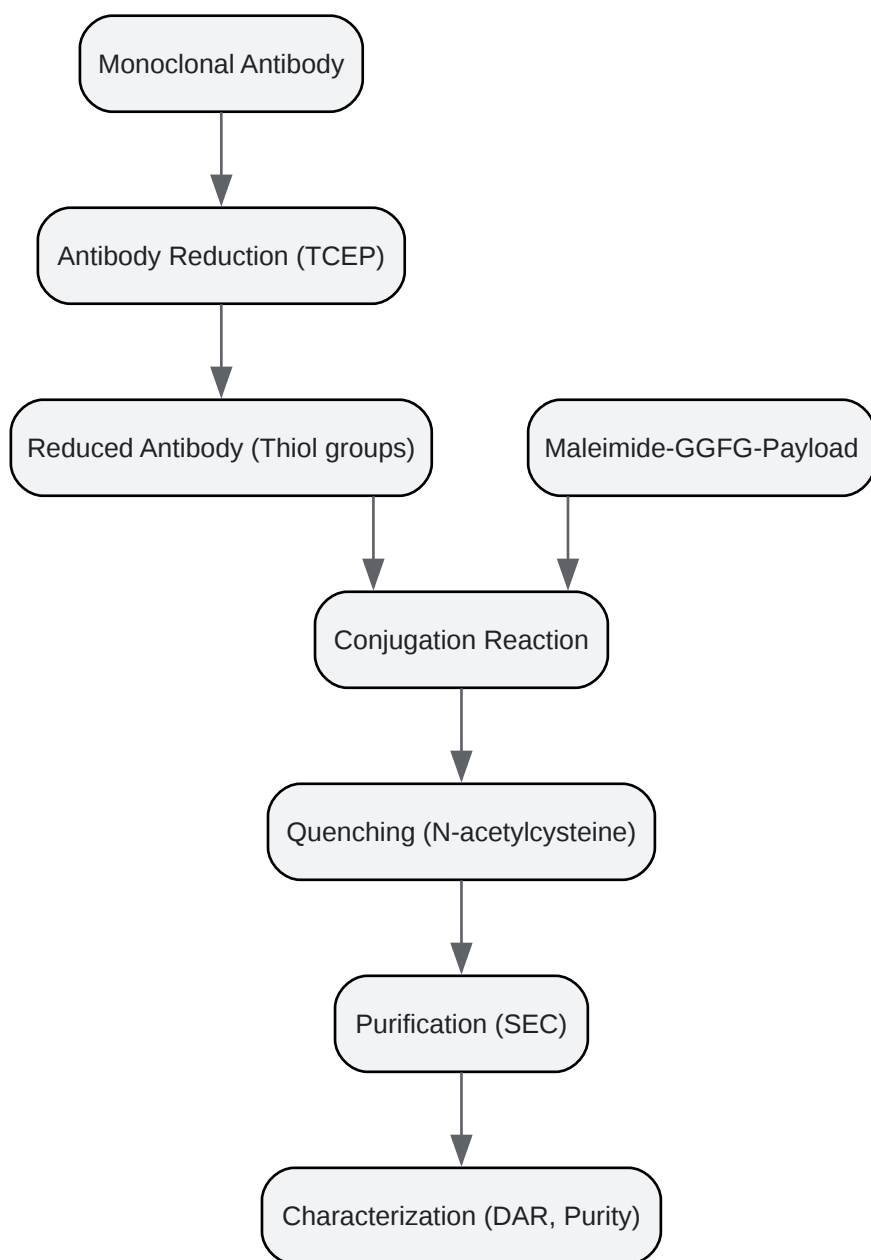 Monoclonal Antibody
Antibody Reduction (TCEP)
Reduced Antibody (Thiol groups)
Maleimide-GGFG-Payload
Conjugation Reaction
Quenching (N-acetylcysteine)
Purification (SEC)
Characterization (DAR, Purity)